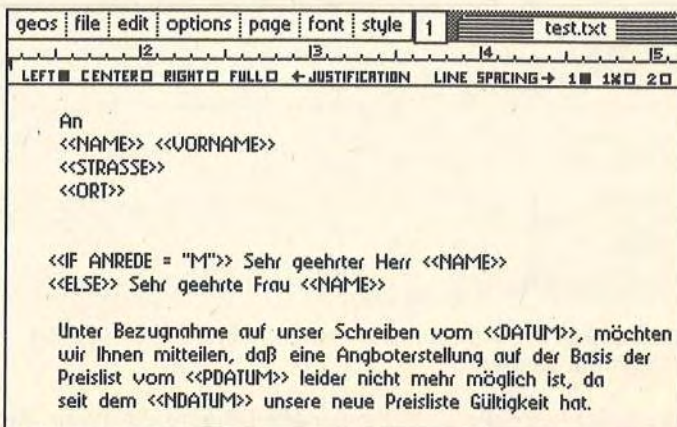 geos file edit options page font style 1 test.txt
2 3 4 5
LEFT CENTER RIGHT FULL ← JUSTIFICATION LINE SPACING → 1 1½ 2
An
<<NAME>> <<VORNAME>>
<<STRASSE>>
<<ORT>>
<<IF ANREDE = "M">> Sehr geehrter Herr <<NAME>>
<<ELSE>> Sehr geehrte Frau <<NAME>>
Unter Bezugnahme auf unser Schreiben vom <<DATUM>>, möchten
wir Ihnen mitteilen, daß eine Angboterstellung auf der Basis der
Preislist vom <<PDATUM>> leider nicht mehr möglich ist, da
seit dem <<NDATUM>> unsere neue Preisliste Gültigkeit hat.